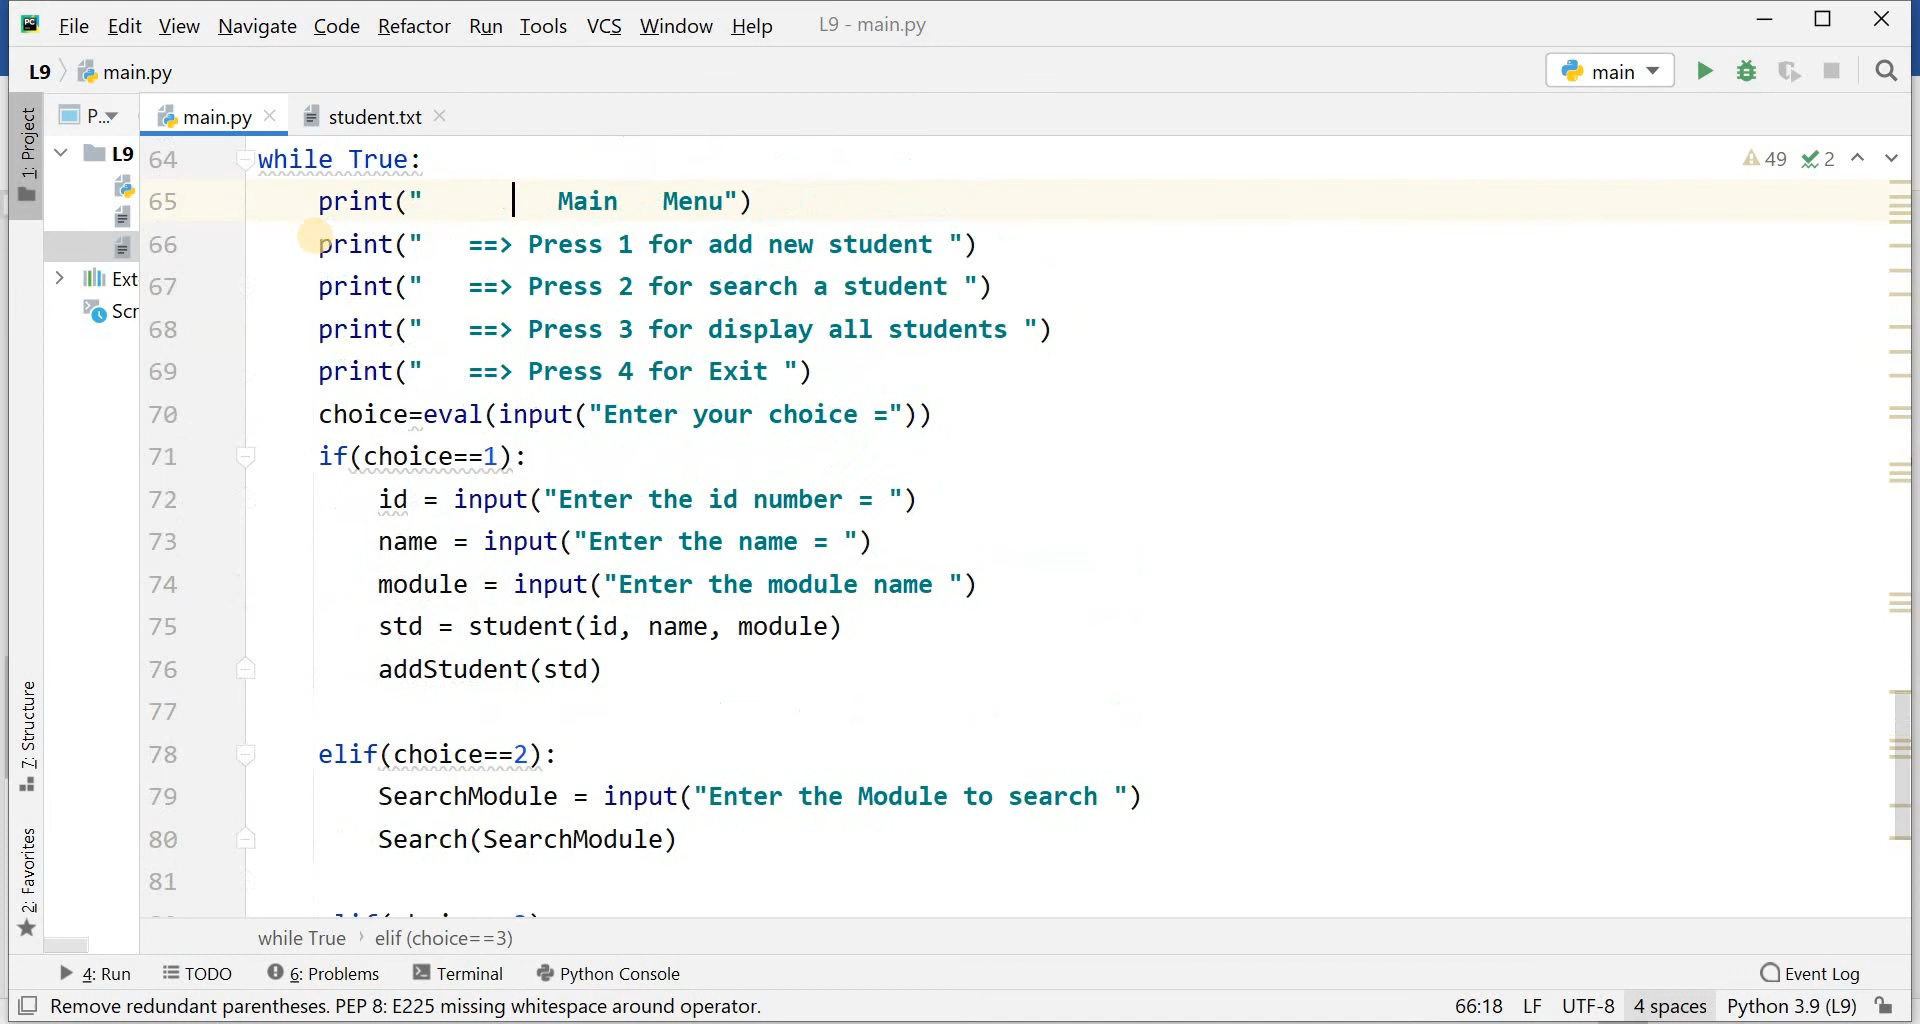 File Edit View Navigate Code Refactor Run Tools VCS Window Help L9 - main.py
L9 main.py main
1: Project P... main.py student.txt
L9
Ext
Scr
49 2
64 while True:
65 print("             Main   Menu")
66 print("   ==> Press 1 for add new student ")
67 print("   ==> Press 2 for search a student ")
68 print("   ==> Press 3 for display all students ")
69 print("   ==> Press 4 for Exit ")
70 choice=eval(input("Enter your choice ="))
71 if(choice==1):
72 id = input("Enter the id number = ")
73 name = input("Enter the name = ")
74 module = input("Enter the module name ")
75 std = student(id, name, module)
76 addStudent(std)
77
78 elif(choice==2):
79 SearchModule = input("Enter the Module to search ")
80 Search(SearchModule)
81
7: Structure
2: Favorites
while True elif (choice==3)
4: Run TODO 6: Problems Terminal Python Console Event Log
Remove redundant parentheses. PEP 8: E225 missing whitespace around operator. 66:18 LF UTF-8 4 spaces Python 3.9 (L9)